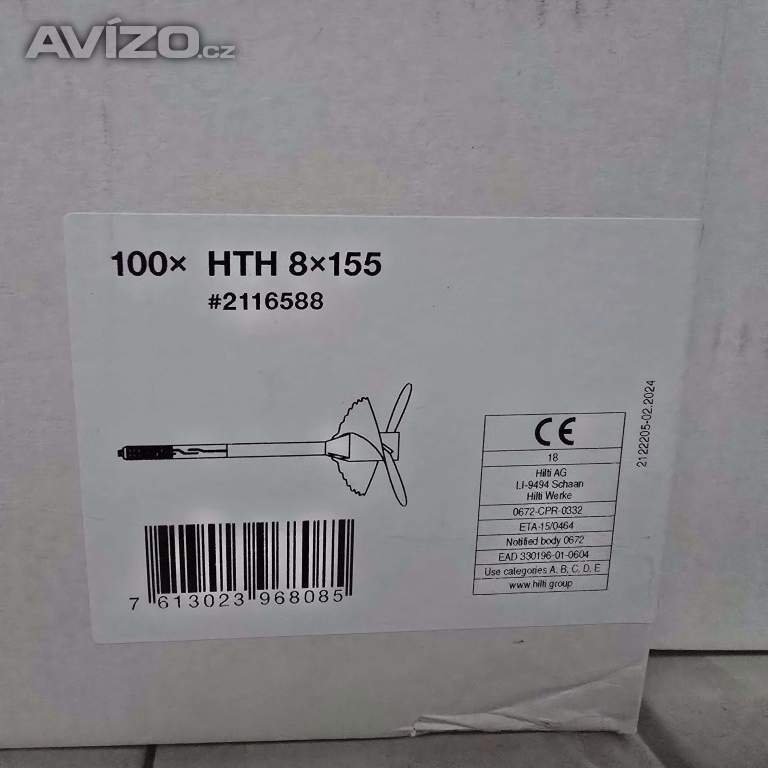 AVÍZO.cz
100× HTH 8×155
#2116588
2122205-02.2024
CE
18
Hilti AG
LI-9494 Schaan
Hilti Werke
0672-CPR-0332
ETA-15/0464
Notified body 0672
EAD 330196-01-0604
Use categories A, B, C, D, E
www.hilti.group
7 613023 968085